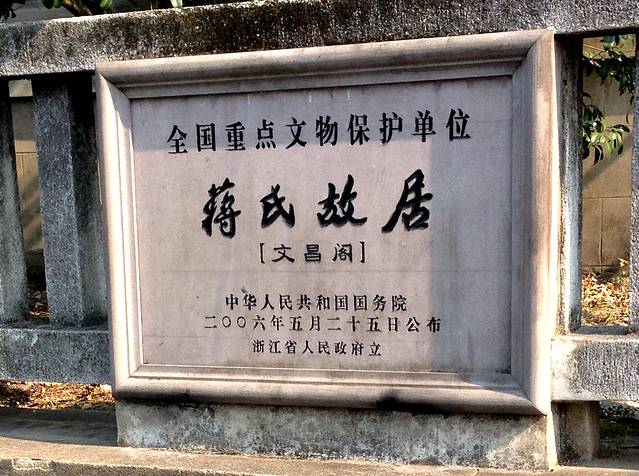 全国重点文物保护单位
蒋氏故居
[文昌阁]
中华人民共和国国务院
二〇〇六年五月二十五日公布
浙江省人民政府立